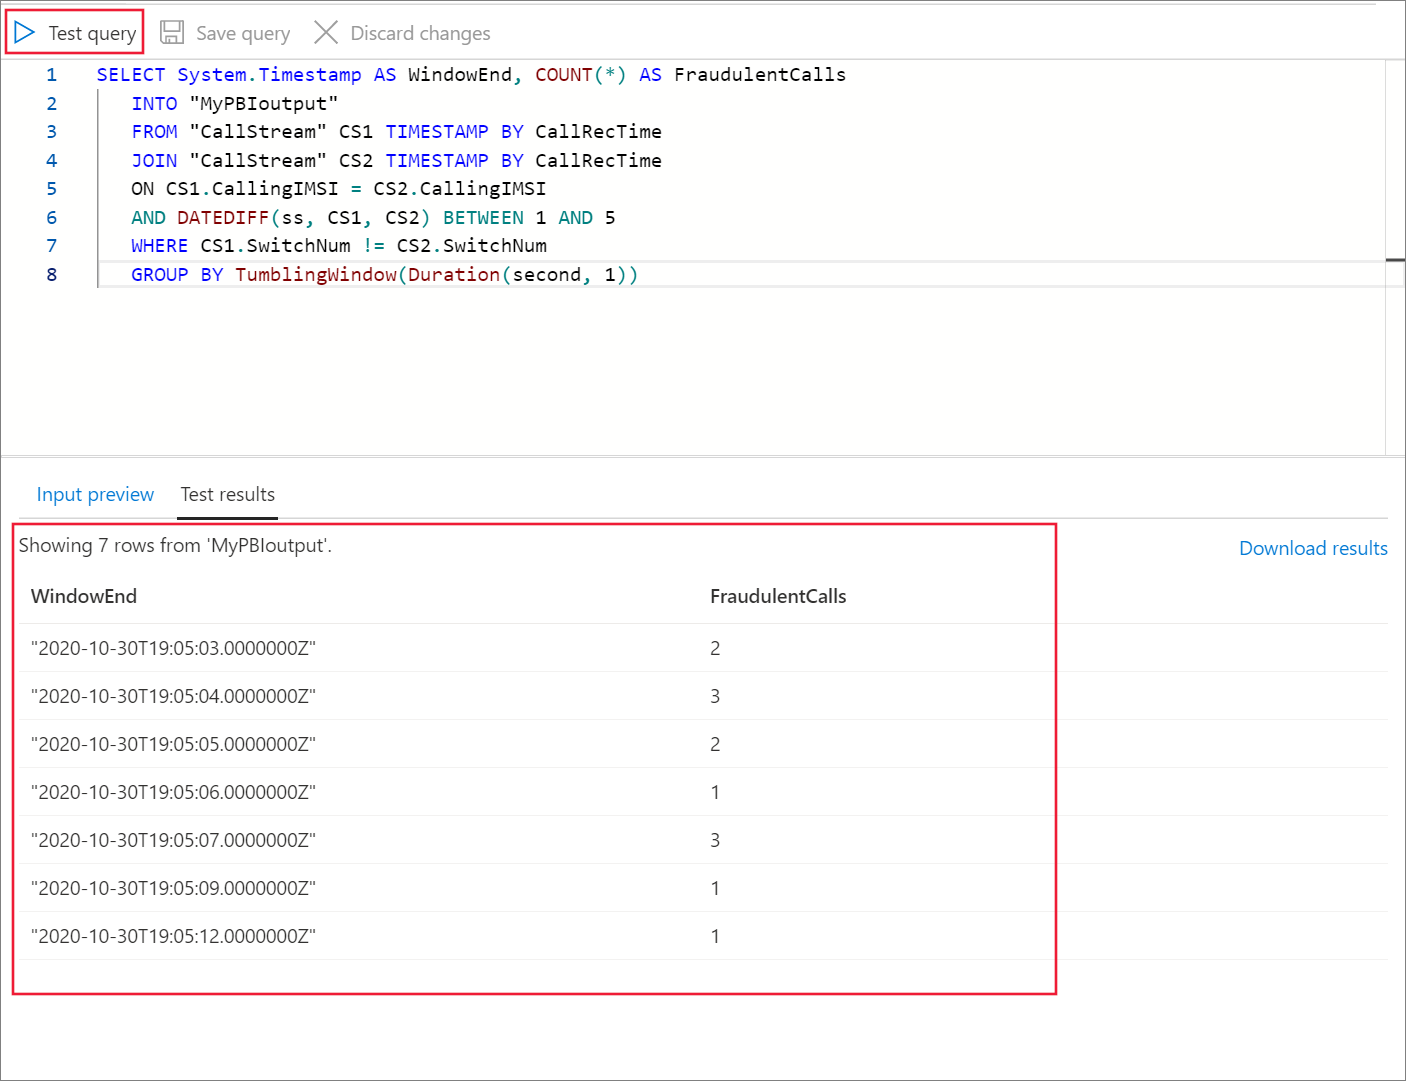 Test query Save query Discard changes
1 SELECT System.Timestamp AS WindowEnd, COUNT(*) AS FraudulentCalls
2 INTO "MyPBIoutput"
3 FROM "CallStream" CS1 TIMESTAMP BY CallRecTime
4 JOIN "CallStream" CS2 TIMESTAMP BY CallRecTime
5 ON CS1.CallingIMSI = CS2.CallingIMSI
6 AND DATEDIFF(ss, CS1, CS2) BETWEEN 1 AND 5
7 WHERE CS1.SwitchNum != CS2.SwitchNum
8 GROUP BY TumblingWindow(Duration(second, 1))
Input preview Test results
Showing 7 rows from 'MyPBIoutput'. Download results
WindowEnd FraudulentCalls
"2020-10-30T19:05:03.0000000Z" 2
"2020-10-30T19:05:04.0000000Z" 3
"2020-10-30T19:05:05.0000000Z" 2
"2020-10-30T19:05:06.0000000Z" 1
"2020-10-30T19:05:07.0000000Z" 3
"2020-10-30T19:05:09.0000000Z" 1
"2020-10-30T19:05:12.0000000Z" 1